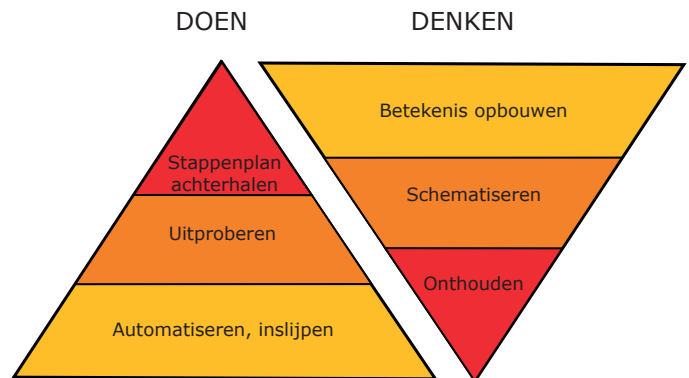 DOEN
Stappenplan
achterhalen
Uitproberen
Automatiseren, inslijpen
DENKEN
Betekenis opbouwen
Schematiseren
Onthouden